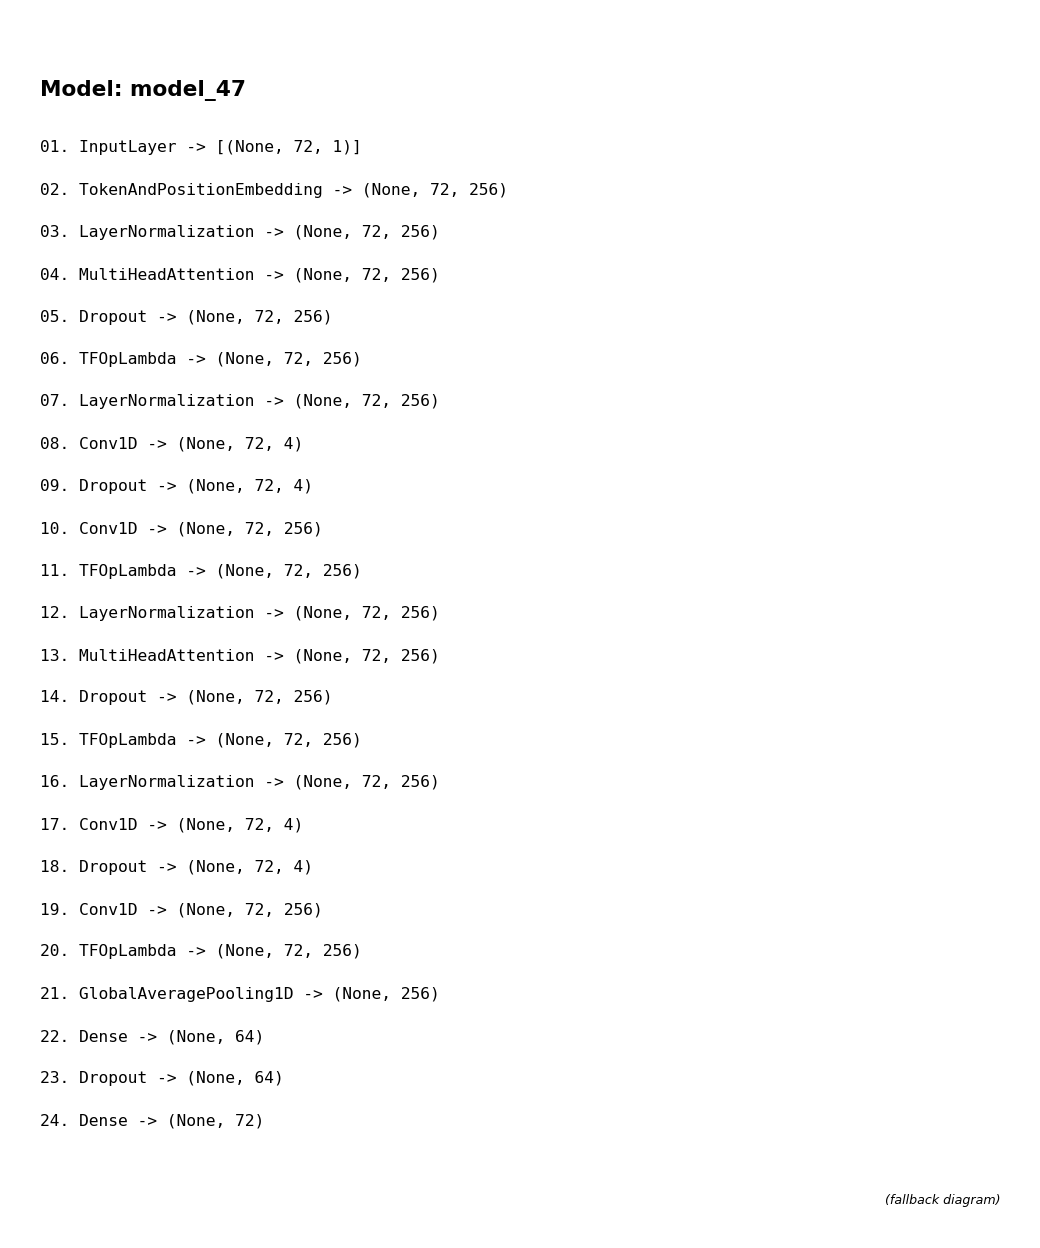 Model: model_47
01. InputLayer -> [(None, 72, 1)]
02. TokenAndPositionEmbedding -> (None, 72, 256)
03. LayerNormalization -> (None, 72, 256)
04. MultiHeadAttention -> (None, 72, 256)
05. Dropout -> (None, 72, 256)
06. TFOpLambda -> (None, 72, 256)
07. LayerNormalization -> (None, 72, 256)
08. Conv1D -> (None, 72, 4)
09. Dropout -> (None, 72, 4)
10. Conv1D -> (None, 72, 256)
11. TFOpLambda -> (None, 72, 256)
12. LayerNormalization -> (None, 72, 256)
13. MultiHeadAttention -> (None, 72, 256)
14. Dropout -> (None, 72, 256)
15. TFOpLambda -> (None, 72, 256)
16. LayerNormalization -> (None, 72, 256)
17. Conv1D -> (None, 72, 4)
18. Dropout -> (None, 72, 4)
19. Conv1D -> (None, 72, 256)
20. TFOpLambda -> (None, 72, 256)
21. GlobalAveragePooling1D -> (None, 256)
22. Dense -> (None, 64)
23. Dropout -> (None, 64)
24. Dense -> (None, 72)
(fallback diagram)